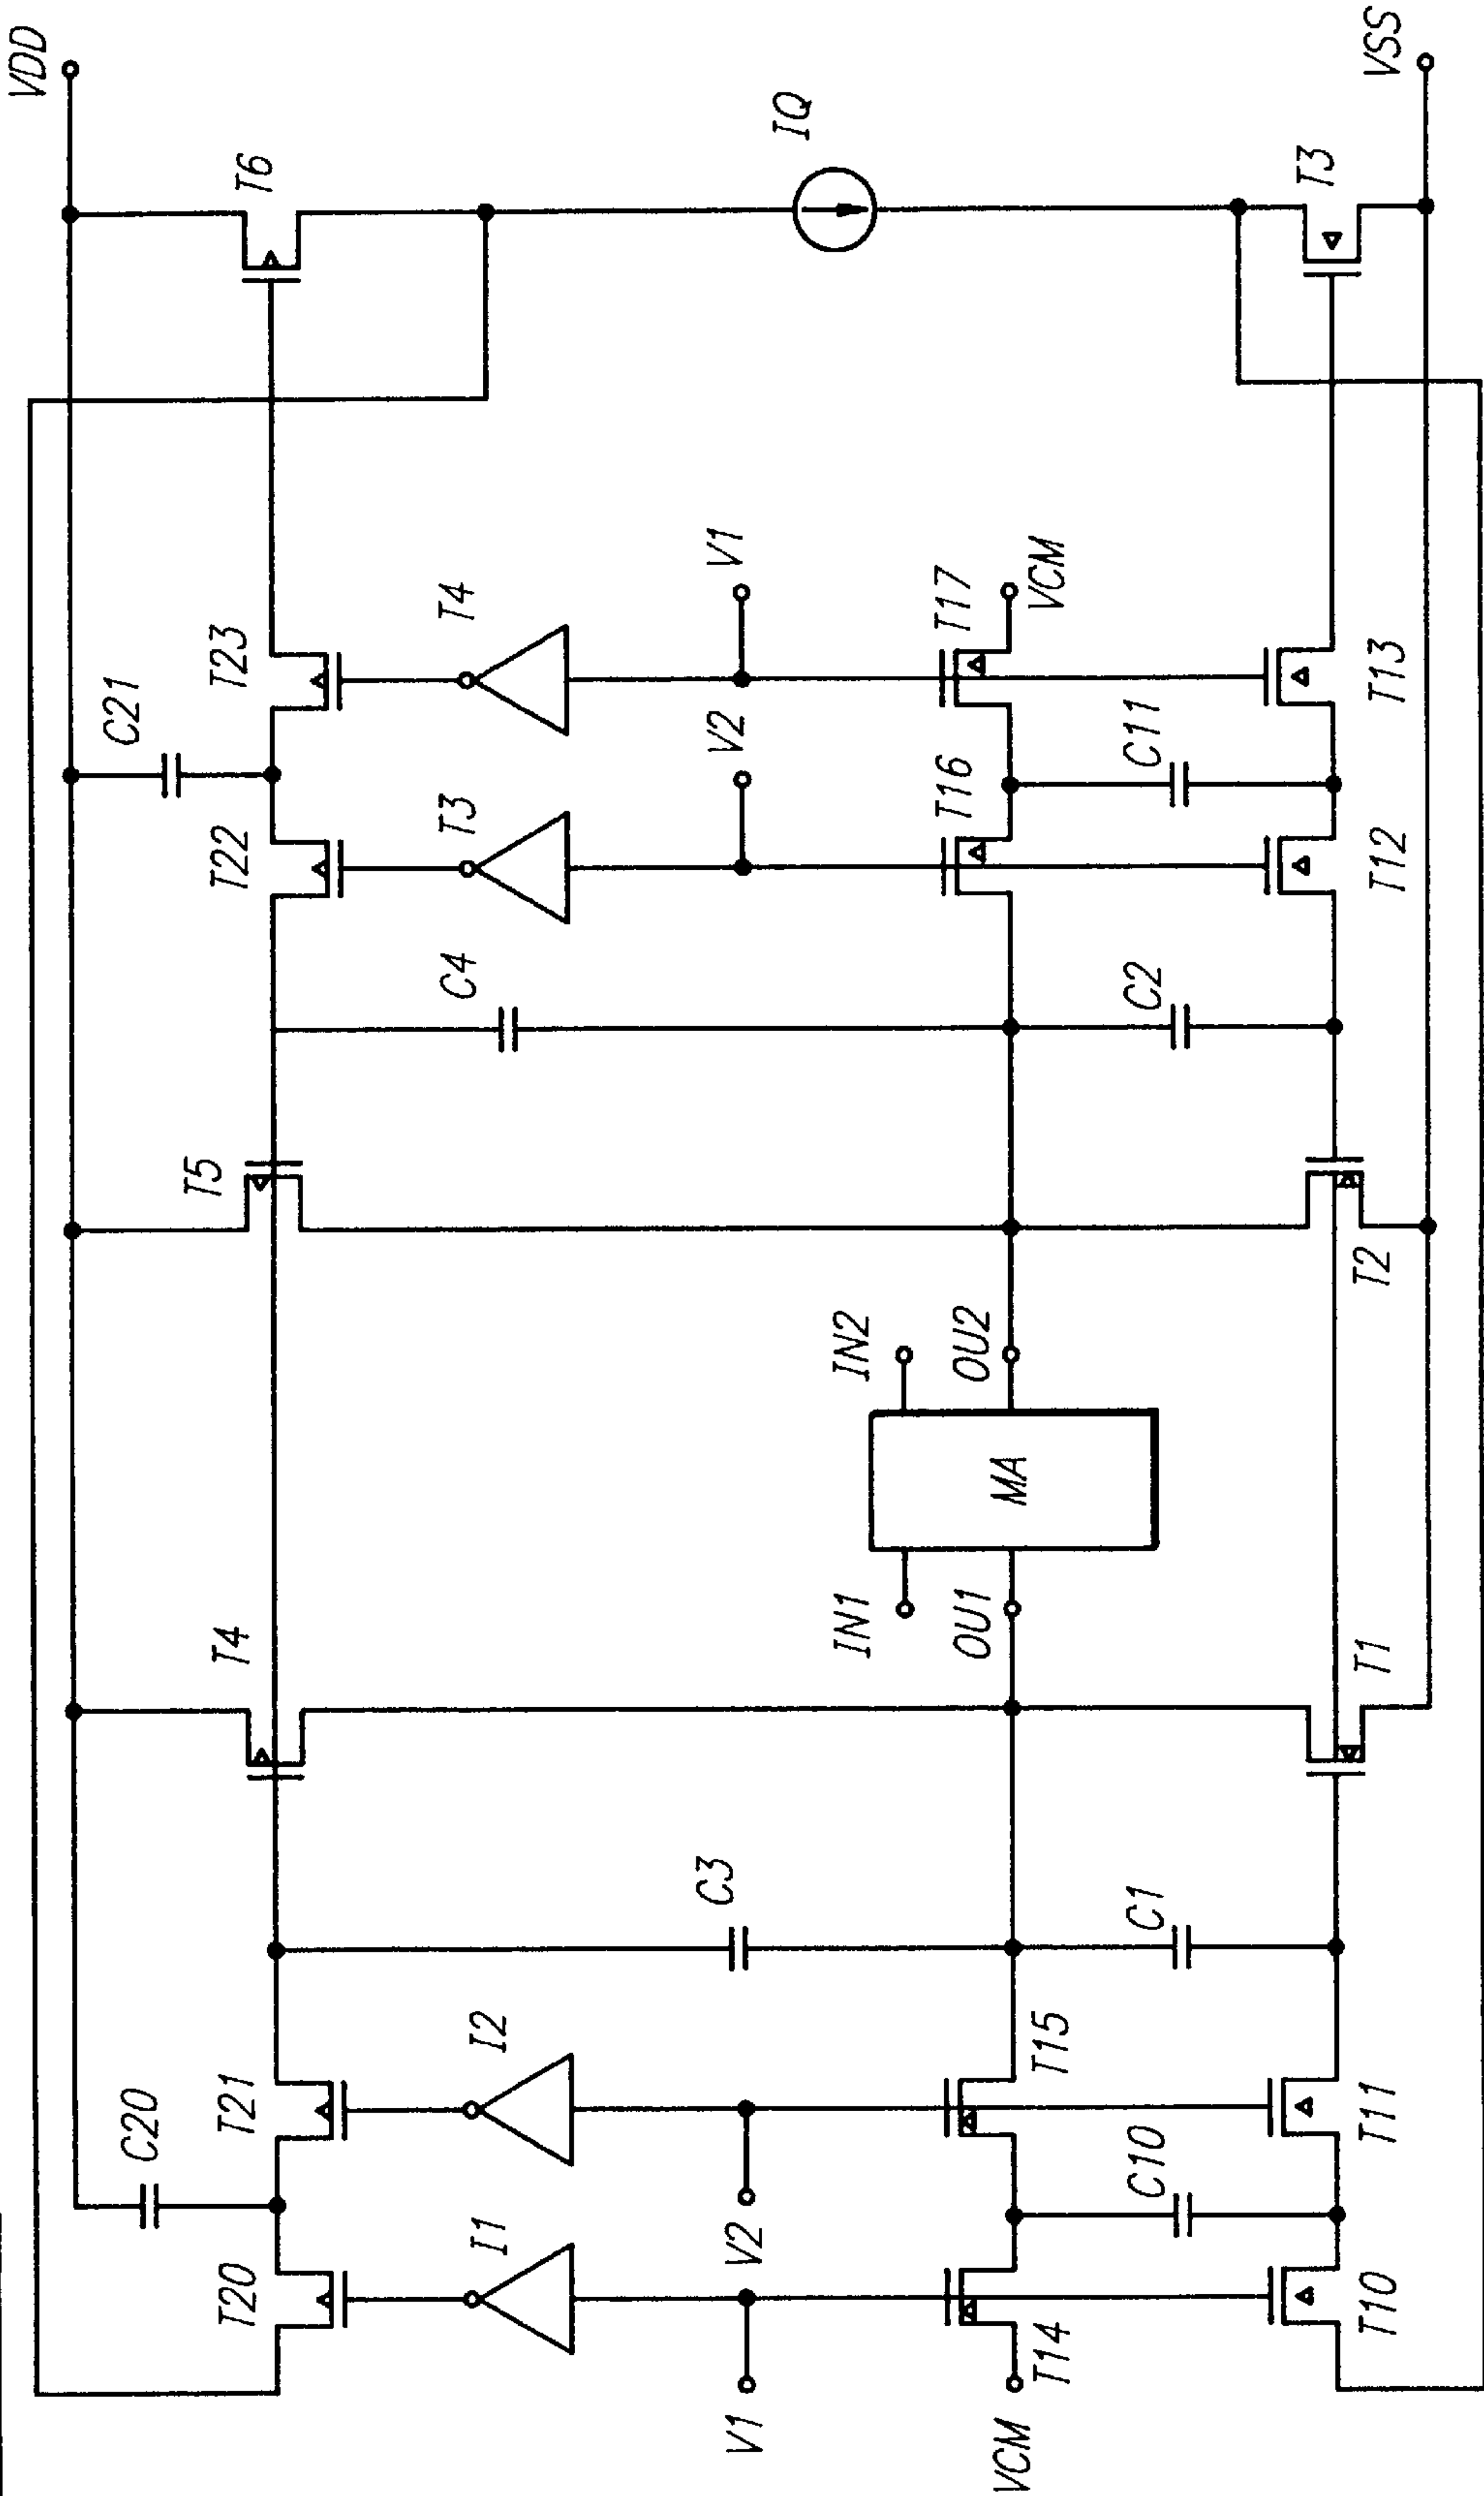 VDD
T6
IQ
T3
VSS
C21
T23
T4
V1
T17
VCM
T13
T22
T3
V2
T16
C11
T12
C4
C2
T5
T2
IN2
OU2
MA
IN1
OU1
T4
T1
C3
C1
C20
T21
I2
T15
T11
T20
I1
V2
C10
T10
V1
T14
VCM